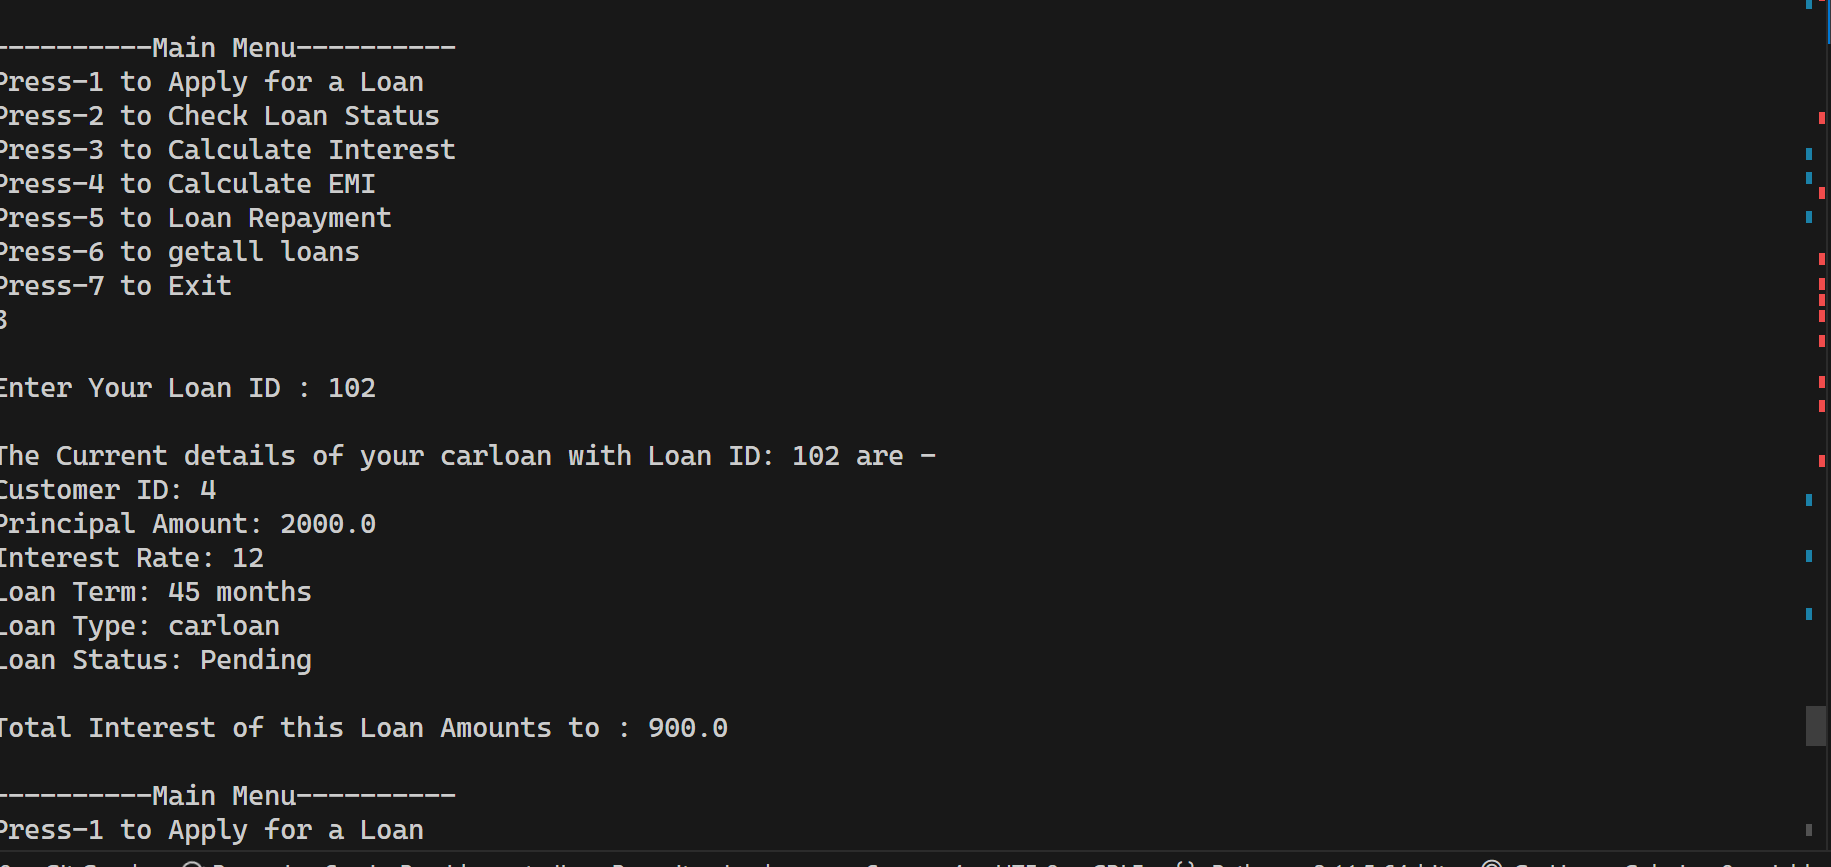 ----------Main Menu----------
Press-1 to Apply for a Loan
Press-2 to Check Loan Status
Press-3 to Calculate Interest
Press-4 to Calculate EMI
Press-5 to Loan Repayment
Press-6 to getall loans
Press-7 to Exit
3
Enter Your Loan ID : 102
The Current details of your carloan with Loan ID: 102 are -
Customer ID: 4
Principal Amount: 2000.0
Interest Rate: 12
Loan Term: 45 months
Loan Type: carloan
Loan Status: Pending
Total Interest of this Loan Amounts to : 900.0
----------Main Menu----------
Press-1 to Apply for a Loan